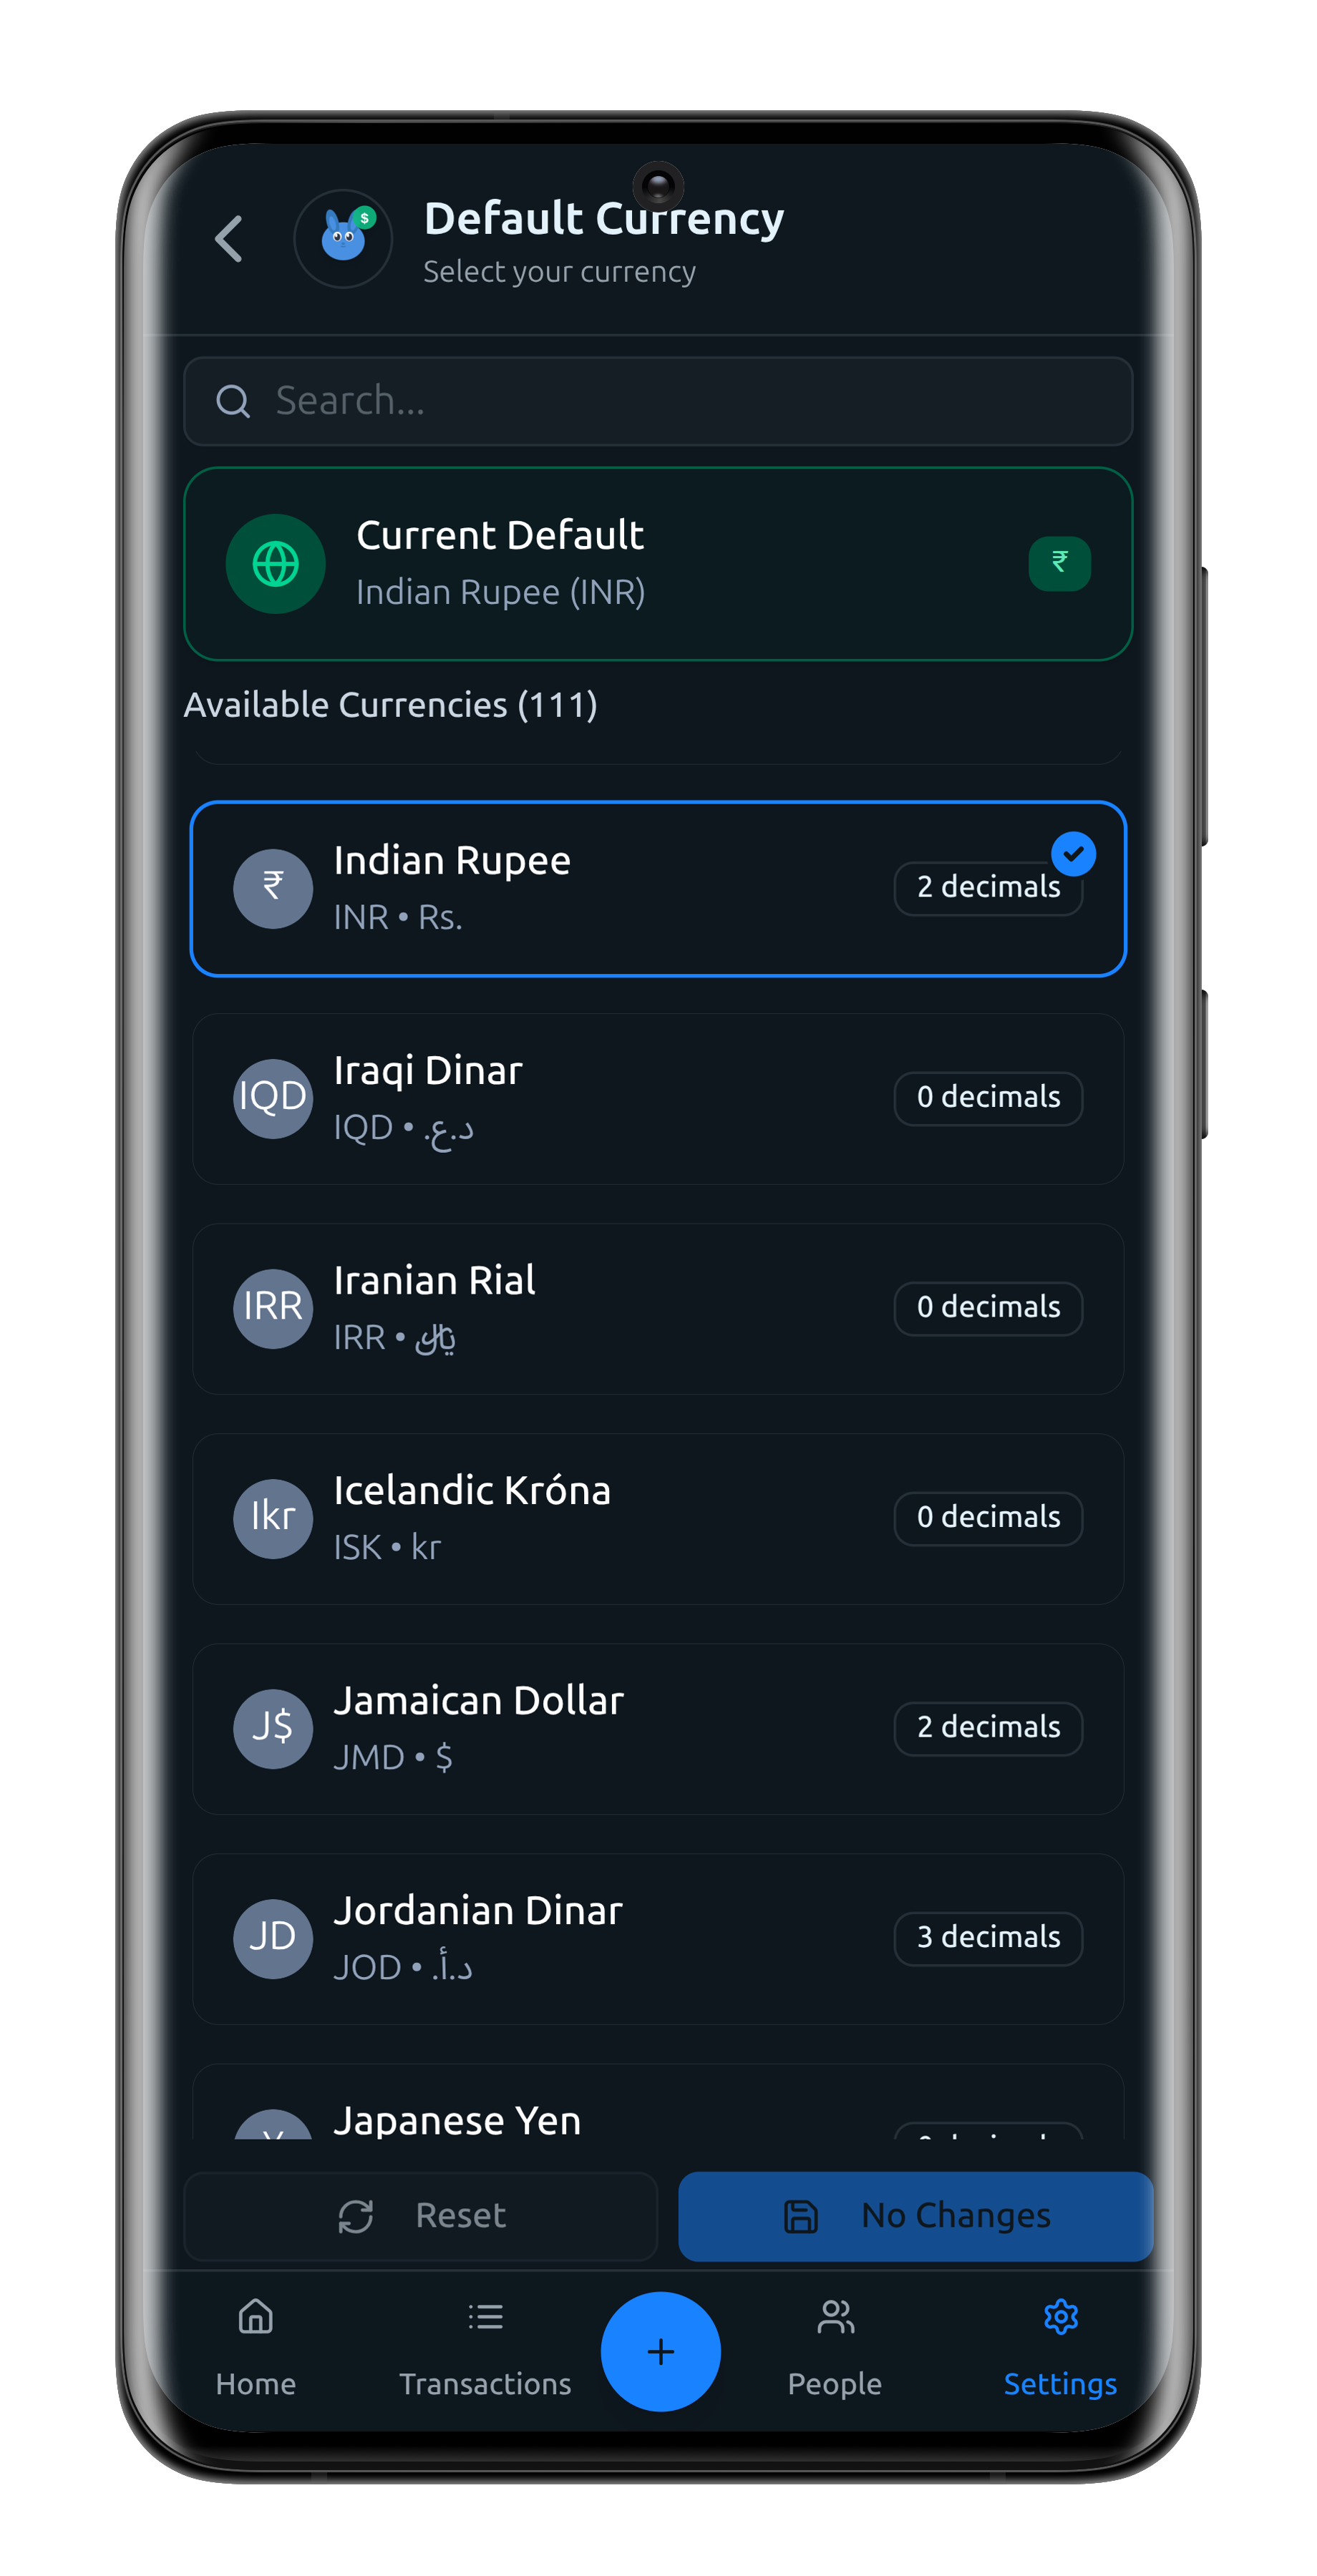 $
Default Currency
Select your currency
Search...
Current Default
Indian Rupee (INR)
₹
Available Currencies (111)
₹
Indian Rupee
INR • Rs.
2 decimals
IQD
Iraqi Dinar
IQD • د.ع.
0 decimals
IRR
Iranian Rial
IRR • ﷼
0 decimals
Ikr
Icelandic Króna
ISK • kr
0 decimals
J$
Jamaican Dollar
JMD • $
2 decimals
JD
Jordanian Dinar
JOD • د.أ.
3 decimals
Japanese Yen
Reset
No Changes
Home
Transactions
People
Settings